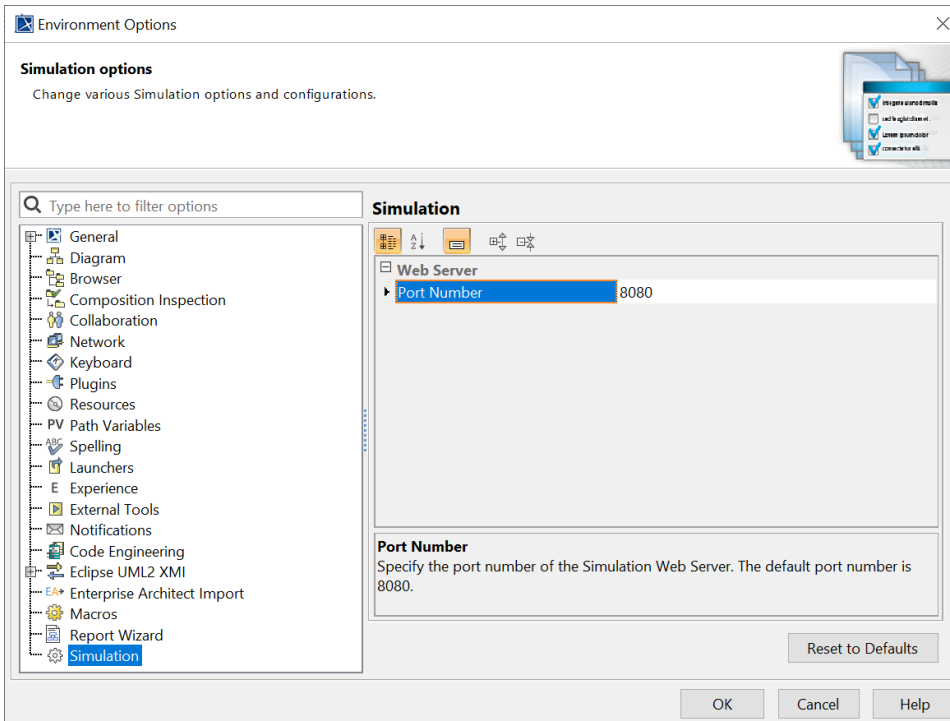 Environment Options
Simulation options
Change various Simulation options and configurations.
Type here to filter options
General
Diagram
Browser
Composition Inspection
Collaboration
Network
Keyboard
Plugins
Resources
PV Path Variables
ABC Spelling
Launchers
E Experience
External Tools
Notifications
Code Engineering
Eclipse UML2 XMI
EA Enterprise Architect Import
Macros
Report Wizard
Simulation
Simulation
A
Z
Web Server
Port Number 8080
Port Number
Specify the port number of the Simulation Web Server. The default port number is
8080.
Reset to Defaults
OK Cancel Help